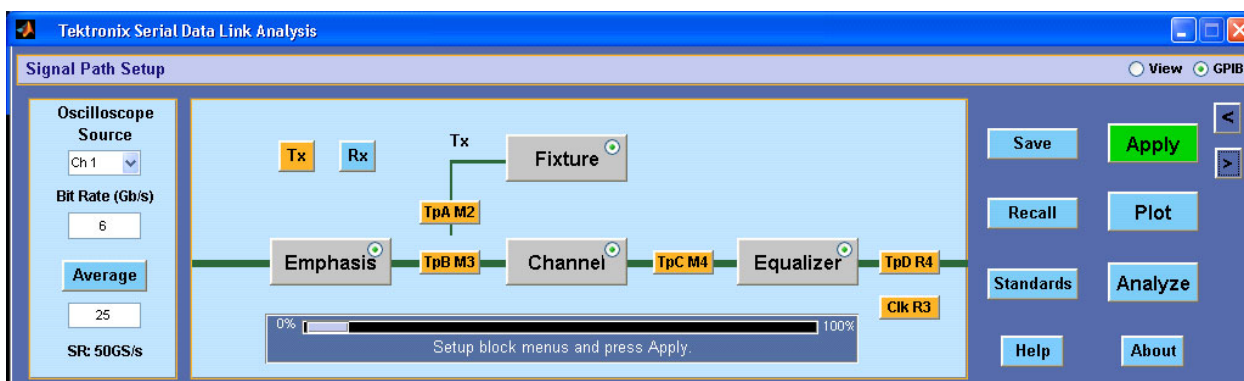 Tektronix Serial Data Link Analysis
Signal Path Setup
View
GPIB
Oscilloscope
Source
Ch 1
Bit Rate (Gb/s)
6
Average
25
SR: 50GS/s
Tx
Rx
Tx
Fixture
TpA M2
Emphasis
TpB M3
Channel
TpC M4
Equalizer
TpD R4
Clk R3
0%
100%
Setup block menus and press Apply.
Save
Apply
<
>
Recall
Plot
Standards
Analyze
Help
About